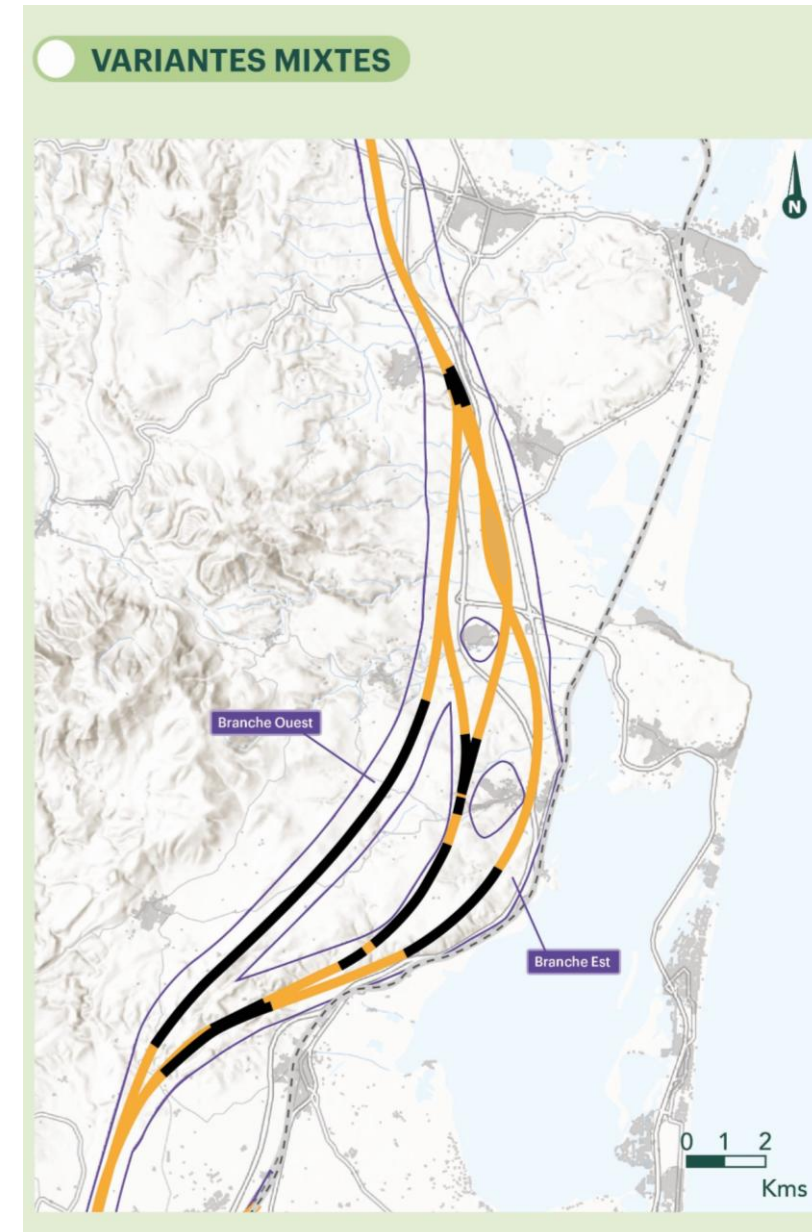 VARIANTES MIXTES
N
Branche Ouest
Branche Est
0 1 2
Kms